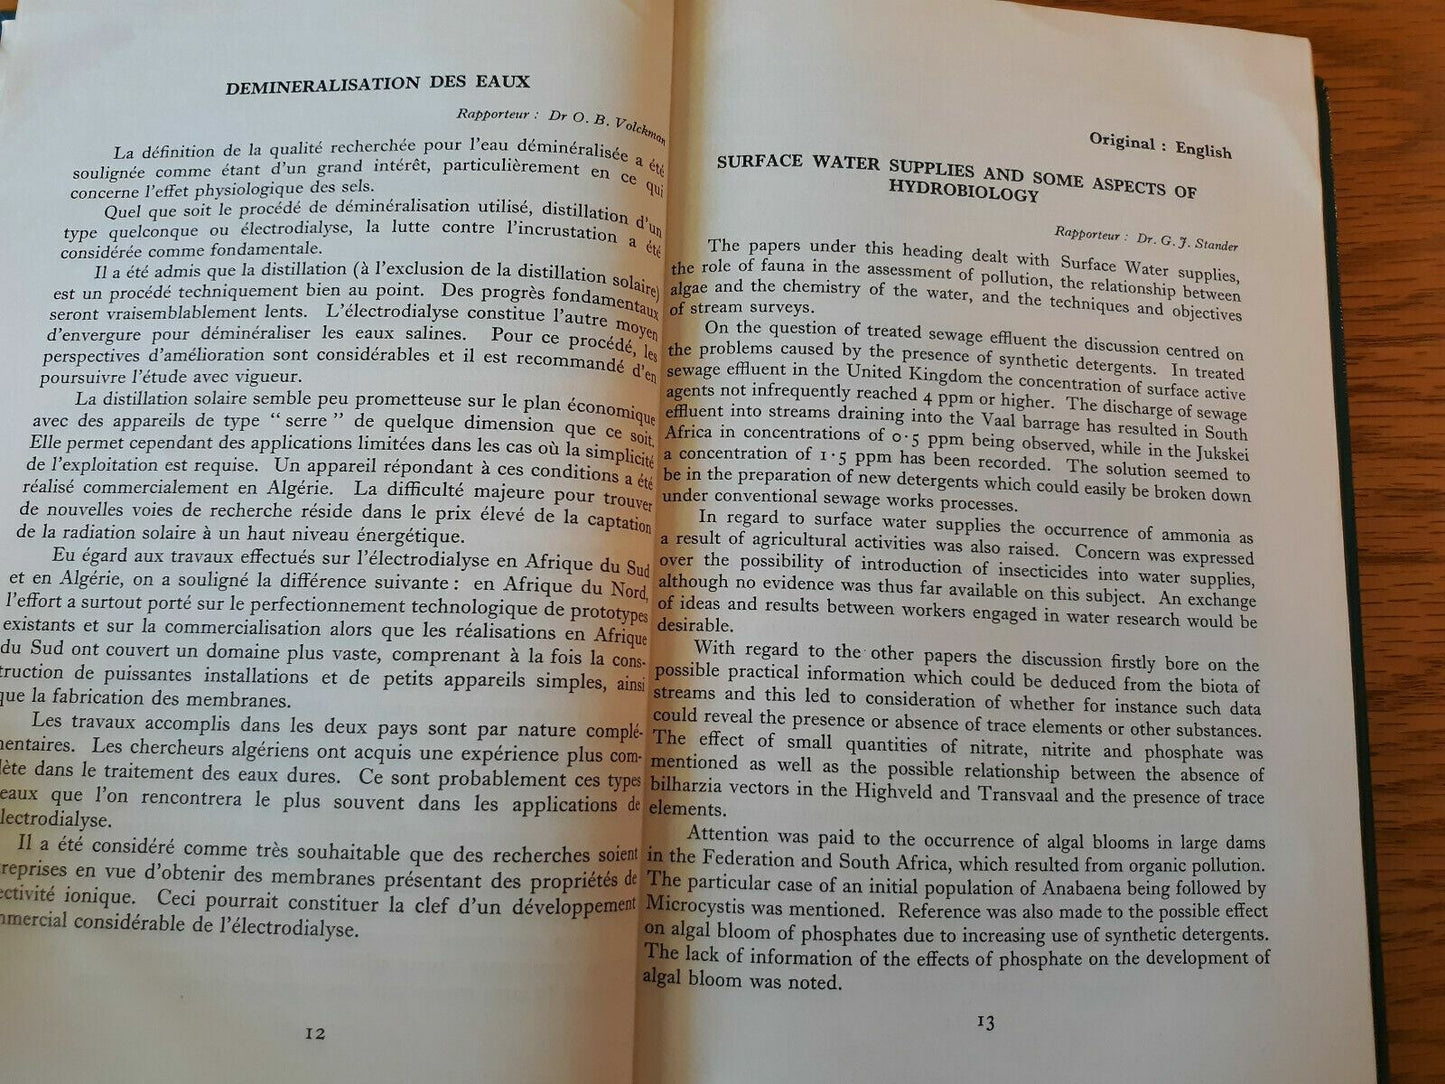 DEMINERALISATION DES EAUX
Rapporteur : Dr O. B. Volckman
La définition de la qualité recherchée pour l'eau déminéralisée a été
soulignée comme étant d'un grand intérêt, particulièrement en ce qui
concerne l'effet physiologique des sels.
Quel que soit le procédé de déminéralisation utilisé, distillation d'un
type quelconque ou électrodialyse, la lutte contre l'incrustation a été
considérée comme fondamentale.
Il a été admis que la distillation (à l'exclusion de la distillation solaire)
est un procédé techniquement bien au point. Des progrès fondamentaux
seront vraisemblablement lents. L'électrodialyse constitue l'autre moyen
d'envergure pour déminéraliser les eaux salines. Pour ce procédé, les
perspectives d'amélioration sont considérables et il est recommandé d'en
poursuivre l'étude avec vigueur.
La distillation solaire semble peu prometteuse sur le plan économique
avec des appareils de type "serre" de quelque dimension que ce soit.
Elle permet cependant des applications limitées dans les cas où la simplicité
de l'exploitation est requise. Un appareil répondant à ces conditions a été
réalisé commercialement en Algérie. La difficulté majeure pour trouver
de nouvelles voies de recherche réside dans le prix élevé de la captation
de la radiation solaire à un haut niveau énergétique.
Eu égard aux travaux effectués sur l'électrodialyse en Afrique du Sud
et en Algérie, on a souligné la différence suivante : en Afrique du Nord,
l'effort a surtout porté sur le perfectionnement technologique de prototypes
existants et sur la commercialisation alors que les réalisations en Afrique
du Sud ont couvert un domaine plus vaste, comprenant à la fois la cons-
truction de puissantes installations et de petits appareils simples, ainsi
que la fabrication des membranes.
Les travaux accomplis dans les deux pays sont par nature complé-
mentaires. Les chercheurs algériens ont acquis une expérience plus com-
lète dans le traitement des eaux dures. Ce sont probablement ces types
eaux que l'on rencontrera le plus souvent dans les applications de
lectrodialyse.
Il a été considéré comme très souhaitable que des recherches soient
reprises en vue d'obtenir des membranes présentant des propriétés de
ectivité ionique. Ceci pourrait constituer la clef d'un développement
mmercial considérable de l'électrodialyse.
12
Original : English
SURFACE WATER SUPPLIES AND SOME ASPECTS OF
HYDROBIOLOGY
Rapporteur : Dr. G. J. Stander
The papers under this heading dealt with Surface Water supplies,
the role of fauna in the assessment of pollution, the relationship between
algae and the chemistry of the water, and the techniques and objectives
of stream surveys.
On the question of treated sewage effluent the discussion centred on
the problems caused by the presence of synthetic detergents. In treated
sewage effluent in the United Kingdom the concentration of surface active
agents not infrequently reached 4 ppm or higher. The discharge of sewage
effluent into streams draining into the Vaal barrage has resulted in South
Africa in concentrations of 0·5 ppm being observed, while in the Jukskei
a concentration of 1·5 ppm has been recorded. The solution seemed to
be in the preparation of new detergents which could easily be broken down
under conventional sewage works processes.
In regard to surface water supplies the occurrence of ammonia as
a result of agricultural activities was also raised. Concern was expressed
over the possibility of introduction of insecticides into water supplies,
although no evidence was thus far available on this subject. An exchange
of ideas and results between workers engaged in water research would be
desirable.
With regard to the other papers the discussion firstly bore on the
possible practical information which could be deduced from the biota of
streams and this led to consideration of whether for instance such data
could reveal the presence or absence of trace elements or other substances.
The effect of small quantities of nitrate, nitrite and phosphate was
mentioned as well as the possible relationship between the absence of
bilharzia vectors in the Highveld and Transvaal and the presence of trace
elements.
Attention was paid to the occurrence of algal blooms in large dams
in the Federation and South Africa, which resulted from organic pollution.
The particular case of an initial population of Anabaena being followed by
Microcystis was mentioned. Reference was also made to the possible effect
on algal bloom of phosphates due to increasing use of synthetic detergents.
The lack of information of the effects of phosphate on the development of
algal bloom was noted.
13